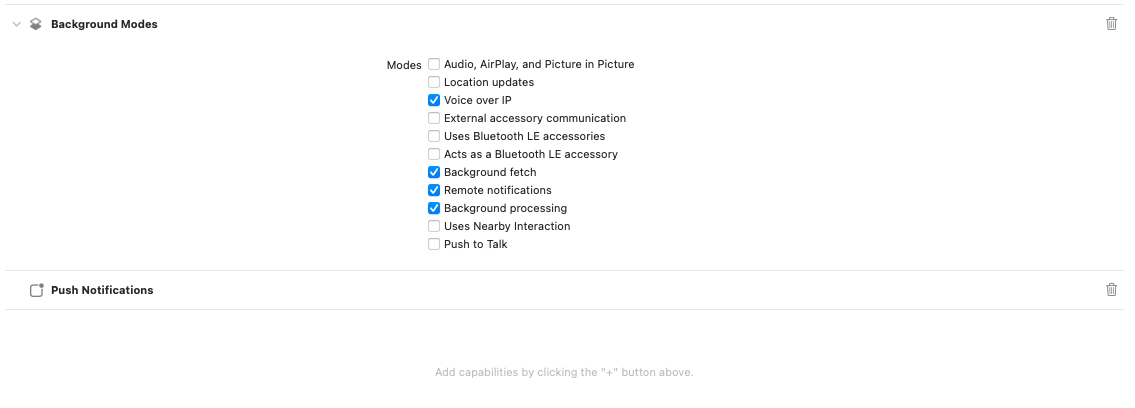 Background Modes
Modes Audio, AirPlay, and Picture in Picture
Location updates
Voice over IP
External accessory communication
Uses Bluetooth LE accessories
Acts as a Bluetooth LE accessory
Background fetch
Remote notifications
Background processing
Uses Nearby Interaction
Push to Talk
Push Notifications
Add capabilities by clicking the "+" button above.